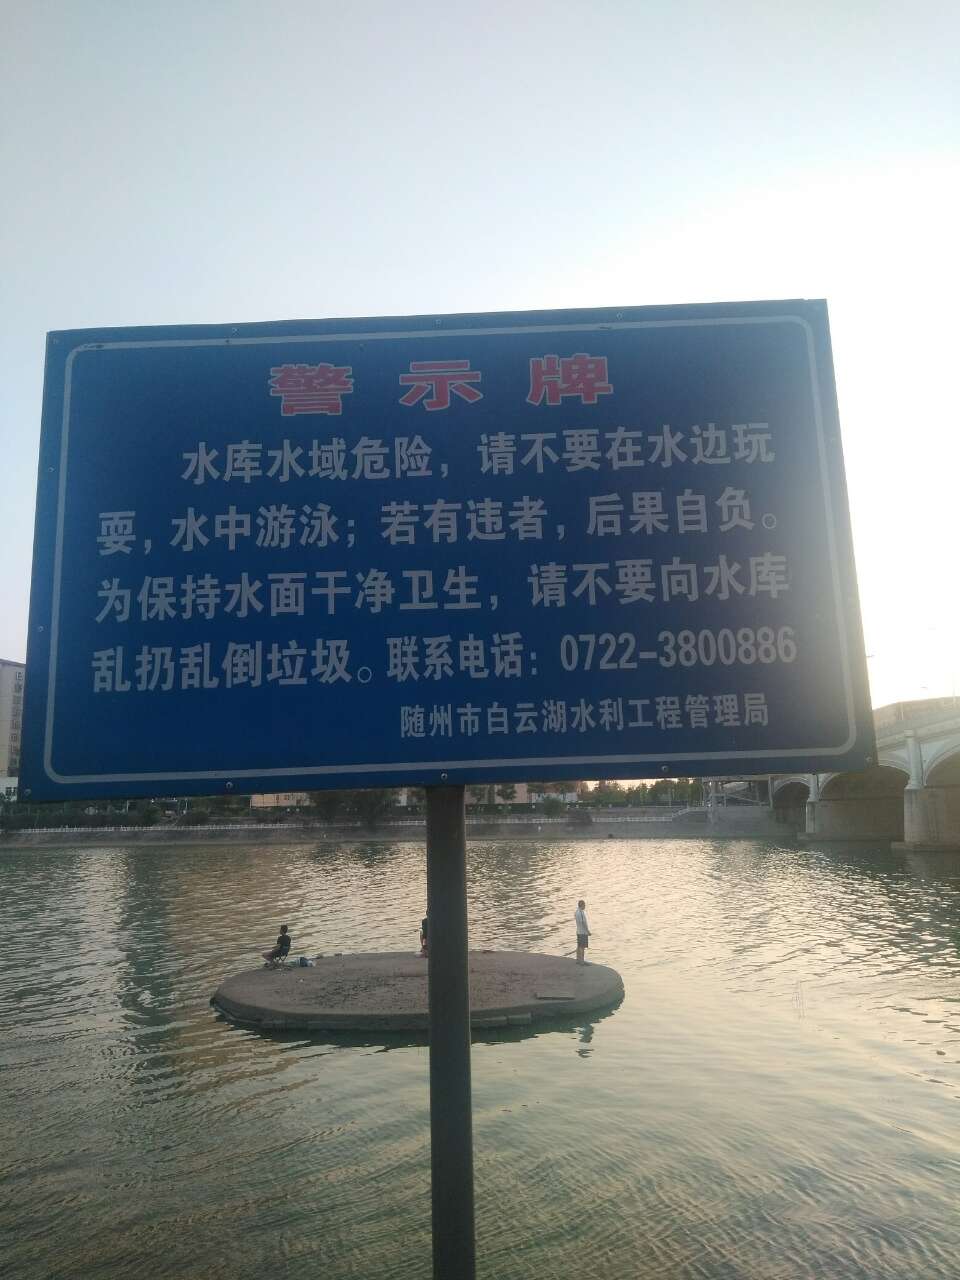 警示牌
水库水域危险，请不要在水边玩
耍，水中游泳；若有违者，后果自负。
为保持水面干净卫生，请不要向水库
乱扔乱倒垃圾。联系电话：0722-3800886
随州市白云湖水利工程管理局